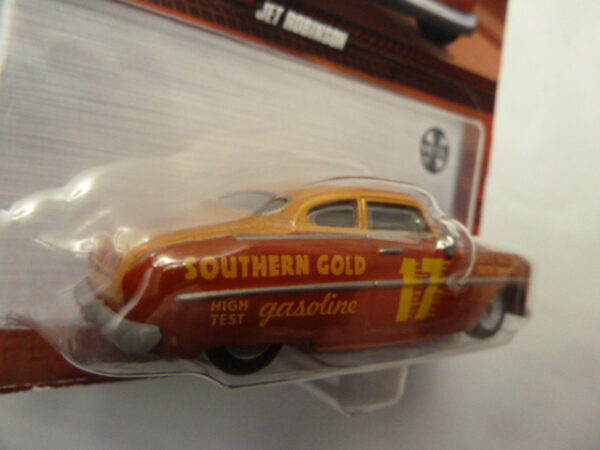 JET ROBINSON
SOUTHERN GOLD
HIGH
TEST
gasoline
17